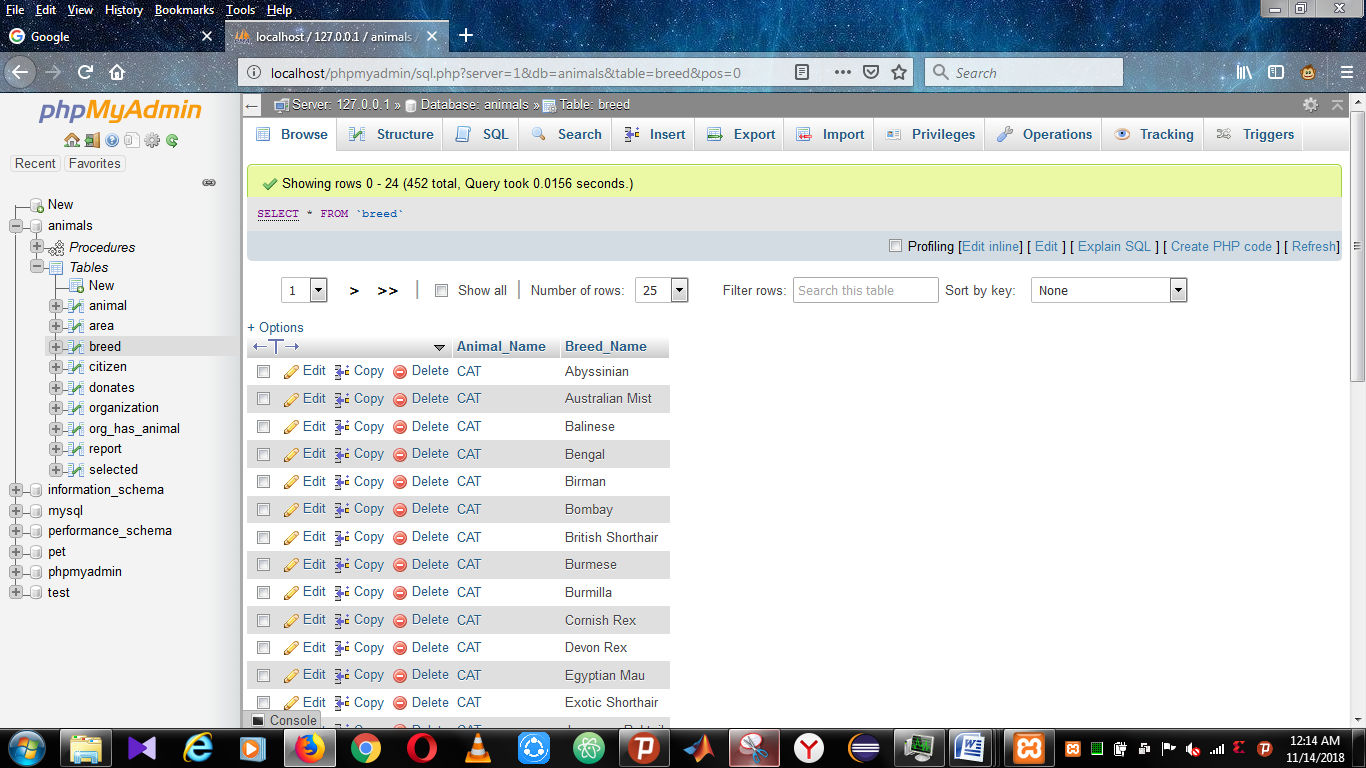 File Edit View History Bookmarks Tools Help
Google
localhost / 127.0.0.1 / animals /
localhost/phpmyadmin/sql.php?server=1&db=animals&table=breed&pos=0
Search
phpMyAdmin
Recent Favorites
New
animals
Procedures
Tables
New
animal
area
breed
citizen
donates
organization
org_has_animal
report
selected
information_schema
mysql
performance_schema
pet
phpmyadmin
test
Server: 127.0.0.1 » Database: animals » Table: breed
Browse Structure SQL Search Insert Export Import Privileges Operations Tracking Triggers
Showing rows 0 - 24 (452 total, Query took 0.0156 seconds.)
SELECT * FROM `breed`
Profiling [Edit inline] [ Edit ] [ Explain SQL ] [ Create PHP code ] [ Refresh]
1 > >> Show all Number of rows: 25 Filter rows: Search this table Sort by key: None
+ Options
←T→ Animal_Name Breed_Name
Edit Copy Delete CAT Abyssinian
Edit Copy Delete CAT Australian Mist
Edit Copy Delete CAT Balinese
Edit Copy Delete CAT Bengal
Edit Copy Delete CAT Birman
Edit Copy Delete CAT Bombay
Edit Copy Delete CAT British Shorthair
Edit Copy Delete CAT Burmese
Edit Copy Delete CAT Burmilla
Edit Copy Delete CAT Cornish Rex
Edit Copy Delete CAT Devon Rex
Edit Copy Delete CAT Egyptian Mau
Edit Copy Delete CAT Exotic Shorthair
Console
12:14 AM
11/14/2018